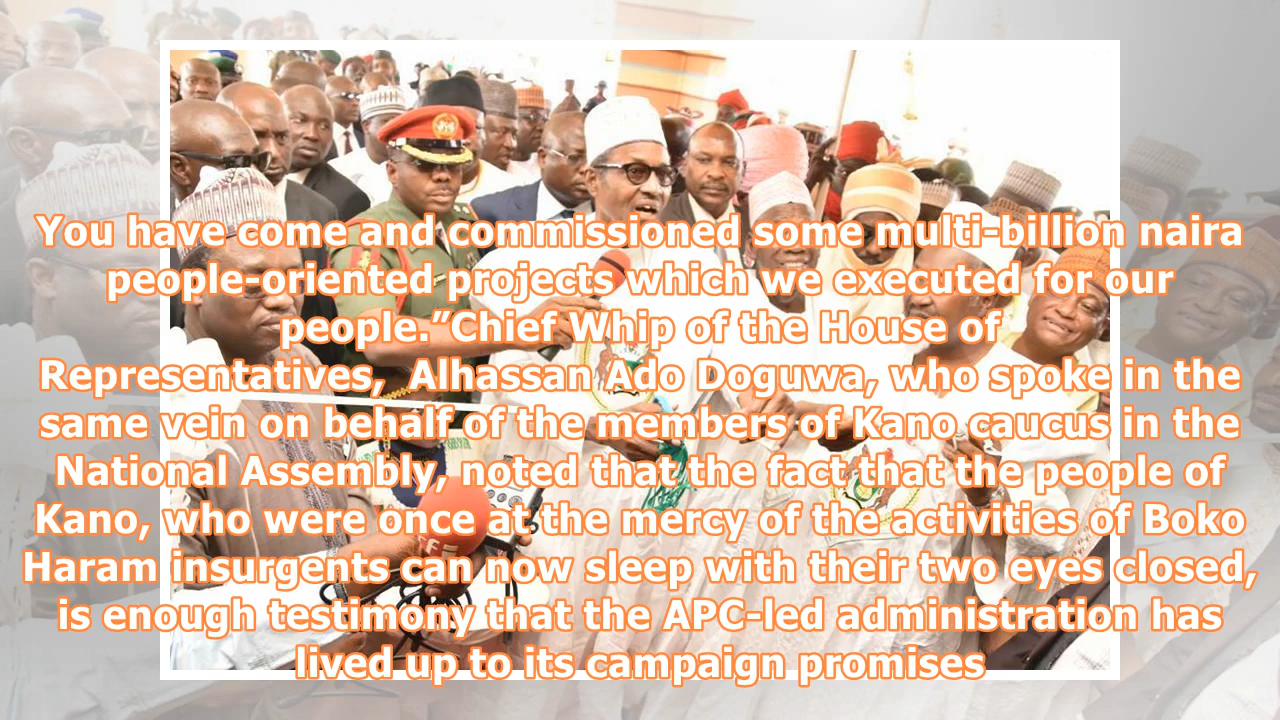 You have come and commissioned some multi-billion naira
people-oriented projects which we executed for our
people.”Chief Whip of the House of
Representatives,  Alhassan Ado Doguwa, who spoke in the
same vein on behalf of the members of Kano caucus in the
National Assembly, noted that the fact that the people of
Kano, who were once at the mercy of the activities of Boko
Haram insurgents can now sleep with their two eyes closed,
is enough testimony that the APC-led administration has
lived up to its campaign promises